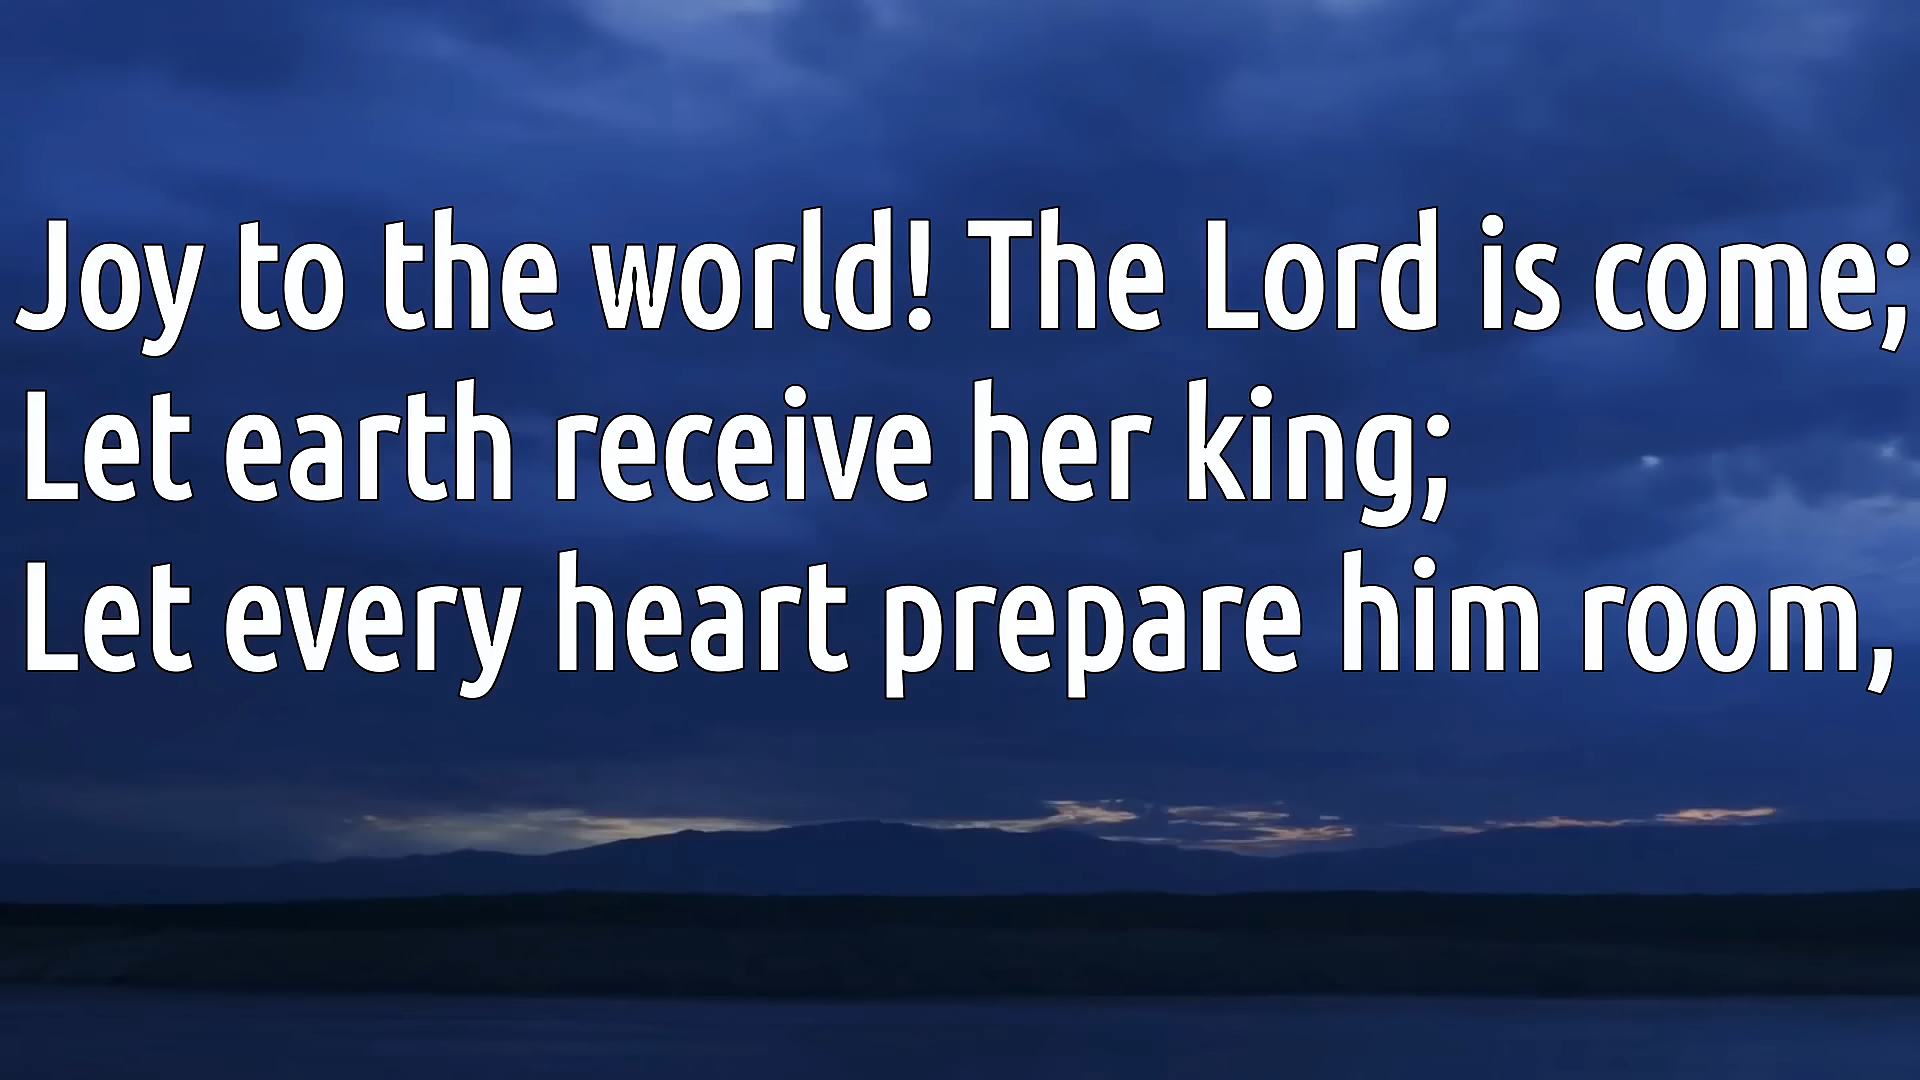 Joy to the world! The Lord is come;
Let earth receive her king;
Let every heart prepare him room,